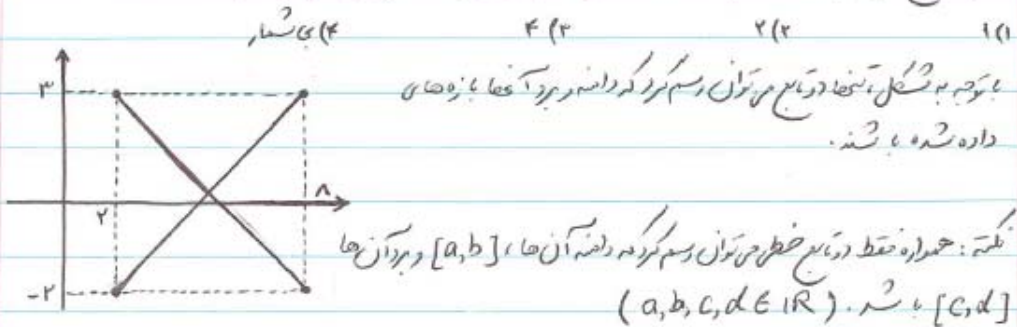 ۱) ۱ ۲) ۲ ۳) ۴ ۴) بی شمار
با توجه به شکل، تنها دو تابع می توان رسم کرد که دامنه و برد آنها بازه های
داده شده باشند.
۳
۲
۸
-۲
نکته: همواره فقط دو تابع خطی می توان رسم کرد که دامنه آن ها، [a,b] و برد آن ها
[c,d] باشد. (a,b,c,d ∈ IR)